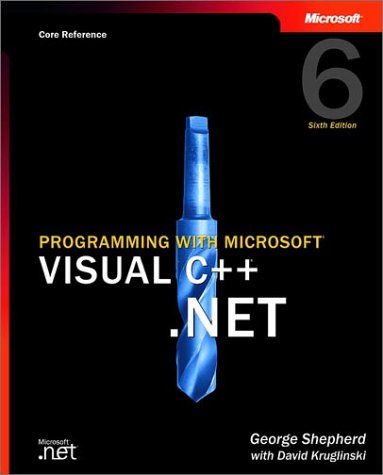 Microsoft®
Core Reference
6
Sixth Edition
PROGRAMMING WITH MICROSOFT®
VISUAL C++
.NET
Microsoft®
.net
George Shepherd
with David Kruglinski